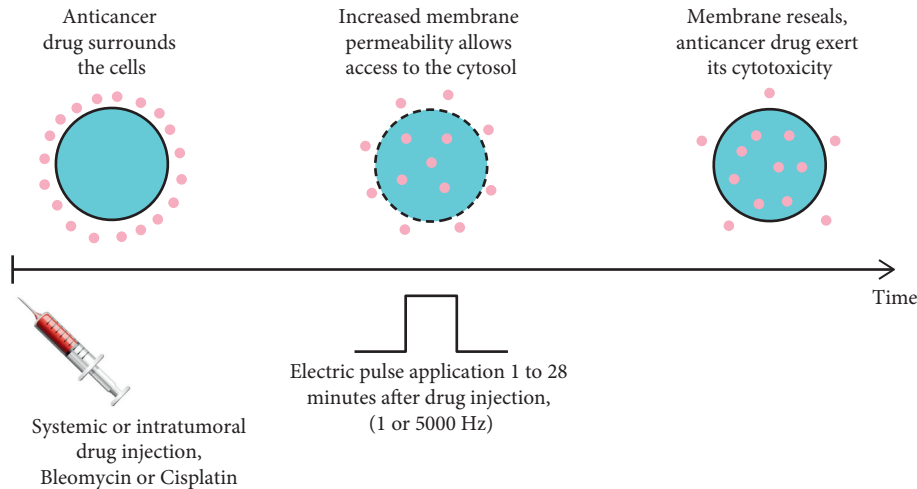 Anticancer
drug surrounds
the cells
Increased membrane
permeability allows
access to the cytosol
Membrane reseals,
anticancer drug exert
its cytotoxicity
Time
Systemic or intratumoral
drug injection,
Bleomycin or Cisplatin
Electric pulse application 1 to 28
minutes after drug injection,
(1 or 5000 Hz)